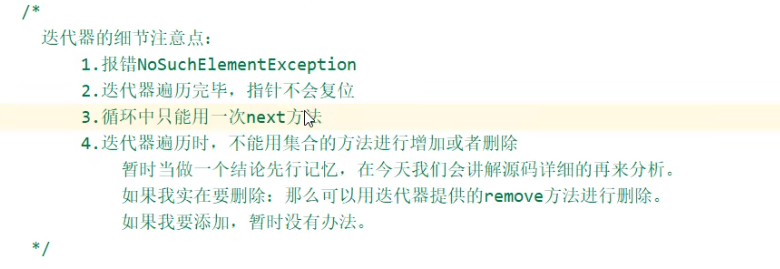 /*
迭代器的细节注意点：
1.报错NoSuchElementException
2.迭代器遍历完毕，指针不会复位
3.循环中只能用一次next方法
4.迭代器遍历时，不能用集合的方法进行增加或者删除
暂时当做一个结论先行记忆，在今天我们会讲解源码详细的再来分析。
如果我实在要删除：那么可以用迭代器提供的remove方法进行删除。
如果我要添加，暂时没有办法。
*/